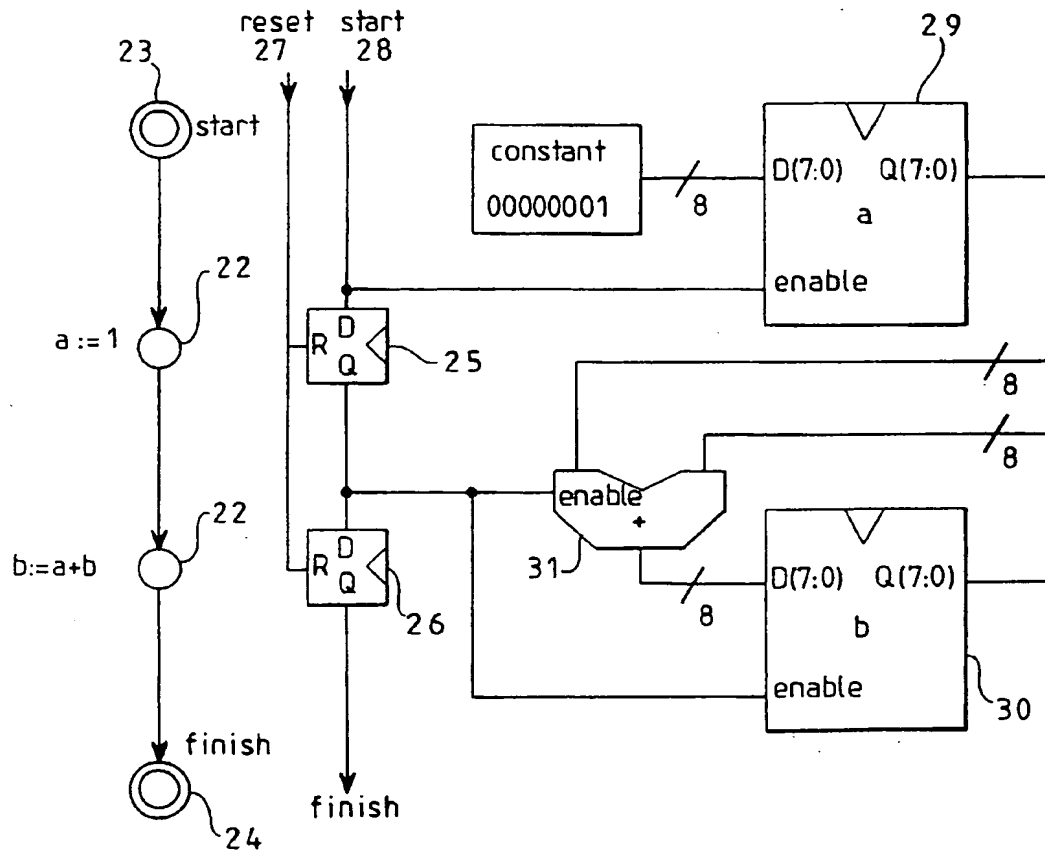 reset start
27 28
23
start
29
constant
00000001
8
D(7:0) Q(7:0)
a
enable
22
a := 1
D
R
Q
25
8
8
enable
+
31
22
b:=a+b
D
R
Q
26
8
D(7:0) Q(7:0)
b
enable
30
finish
24
finish